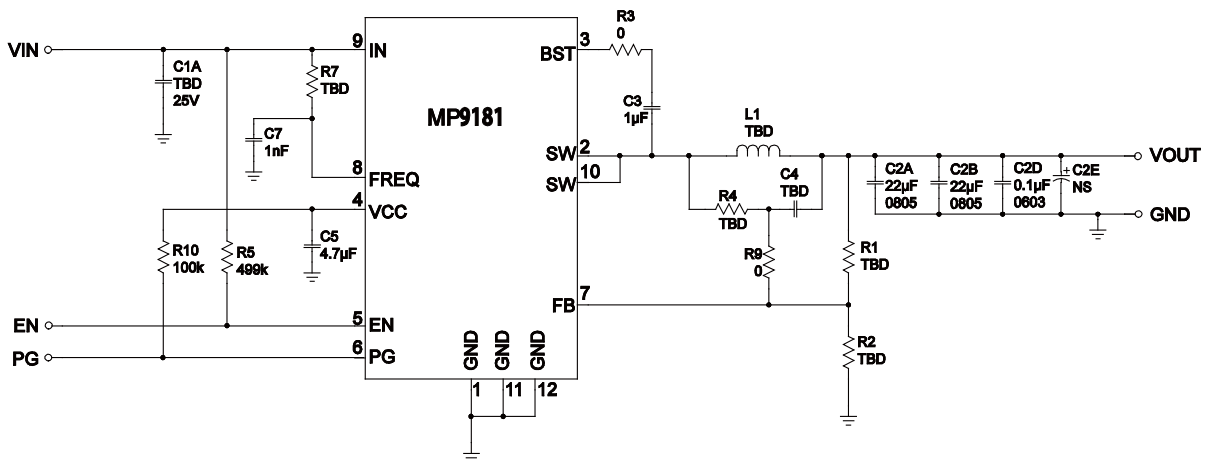 R3
0
VIN
9
IN
3
BST
C1A
TBD
25V
R7
TBD
MP9181
C3
1µF
L1
TBD
C7
1nF
SW
2
VOUT
8
FREQ
10
SW
C4
TBD
C2A
22µF
0805
C2B
22µF
0805
C2D
0.1µF
0603
+
C2E
NS
4
VCC
R4
TBD
GND
R10
100k
R5
499k
C5
4.7µF
R9
0
R1
TBD
FB
7
EN
5
EN
PG
6
PG
GND
GND
GND
R2
TBD
1
11
12